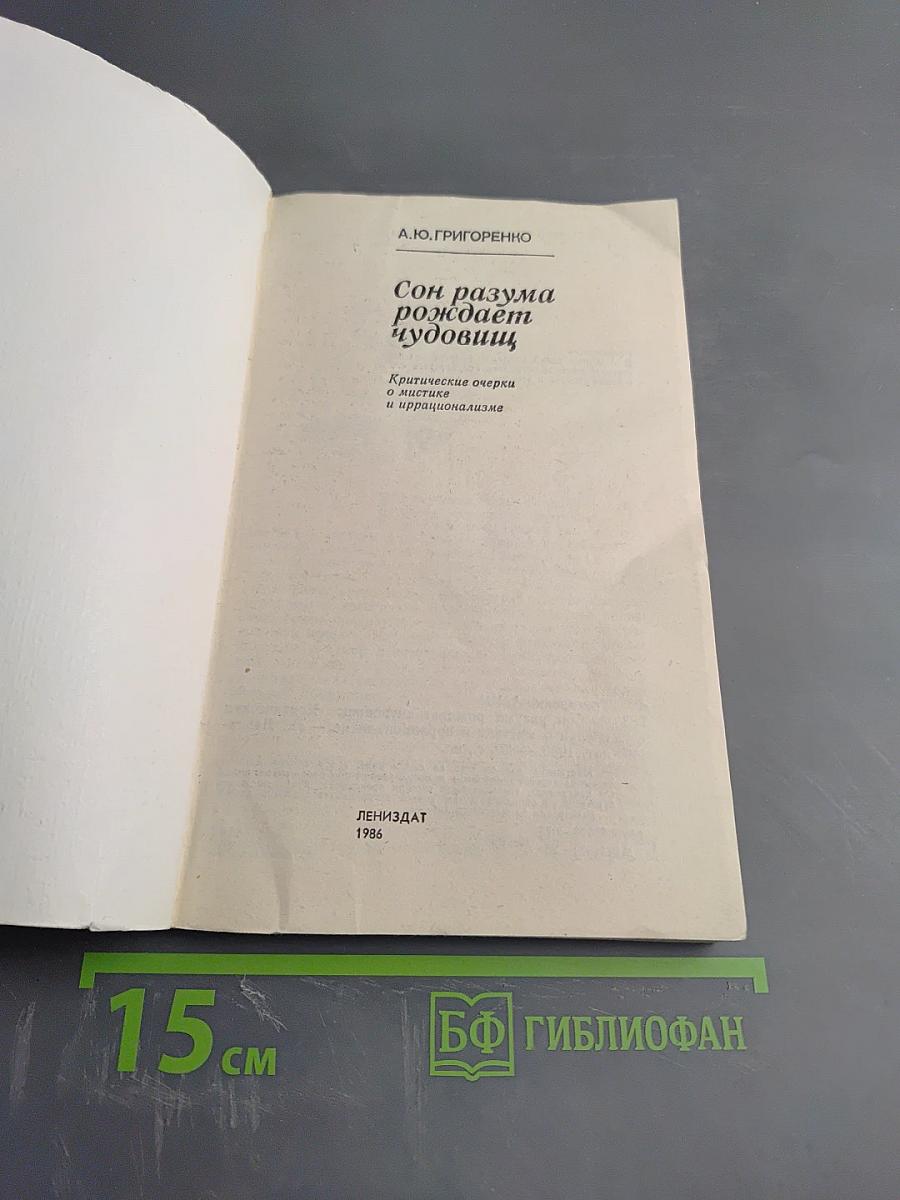 А.Ю.ГРИГОРЕНКО
Сон разума
рождает
чудовищ
Критические очерки
о мистике
и иррационализме
ЛЕНИЗДАТ
1986
15 см
БФ ГИБЛИОФАН